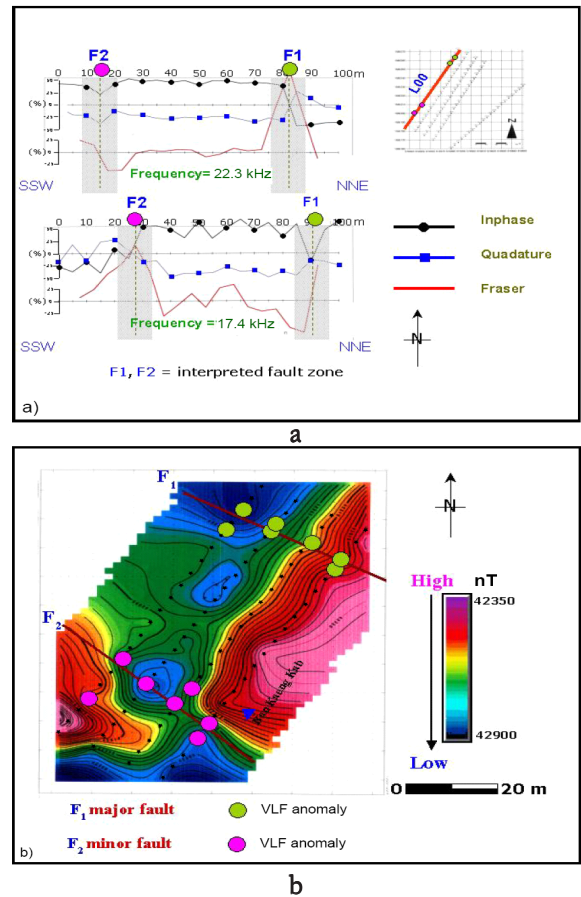 F2 F1
0 10 20 30 40 50 60 70 80 90 100m
(%)
Frequency= 22.3 kHz
SSW NNE
L00
N
F2 F1
0 10 20 30 40 50 60 70 80 90 100m
(%)
(%)
Frequency =17.4 kHz
SSW NNE
Inphase
Quadature
Fraser
N
F1, F2 = interpreted fault zone
a)
a
F1
F2
Boo Kaeng Kab
N
High nT
42350
42900
Low
0 20 m
F1 major fault VLF anomaly
F2 minor fault VLF anomaly
b)
b